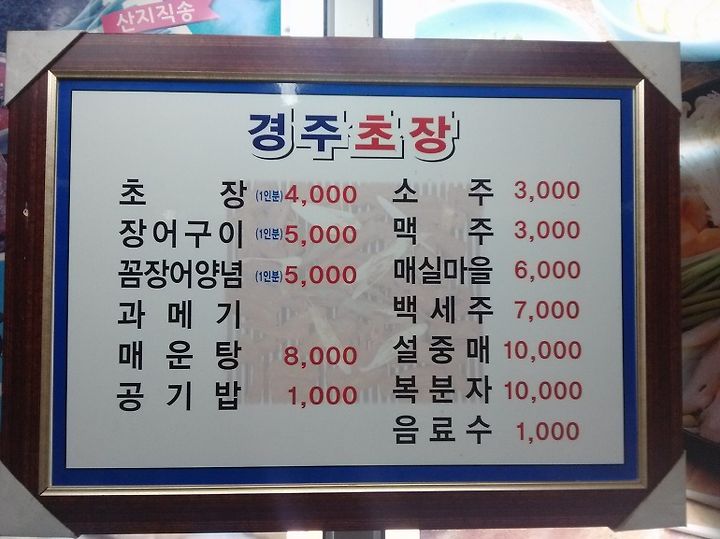 산지직송
경주초장
초 장 (1인분) 4,000
장어구이 (1인분) 5,000
꼼장어양념 (1인분) 5,000
과 메 기
매 운 탕 8,000
공 기 밥 1,000
소 주 3,000
맥 주 3,000
매실마을 6,000
백 세 주 7,000
설 중 매 10,000
복 분 자 10,000
음 료 수 1,000